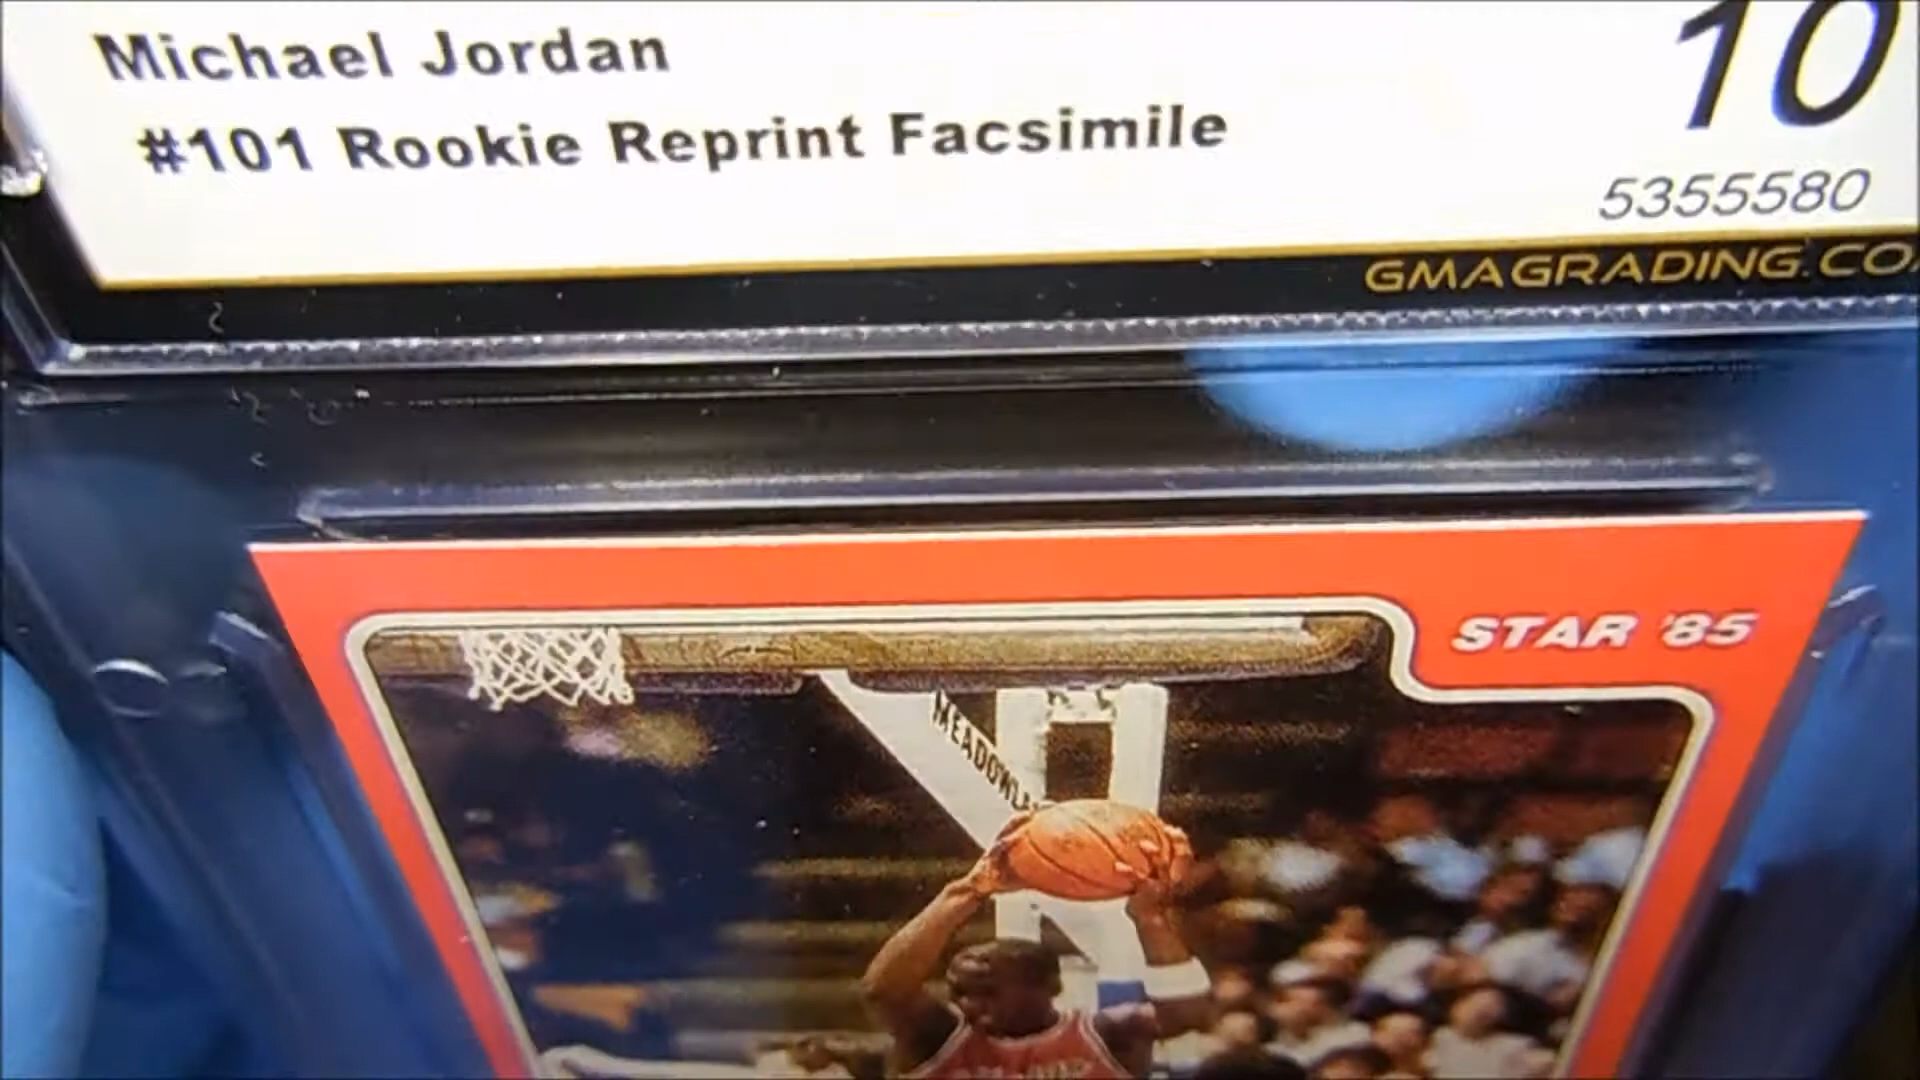 Michael Jordan
10
#101 Rookie Reprint Facsimile
5355580
GMAGRADING.CO
STAR '85
MEADOWLA